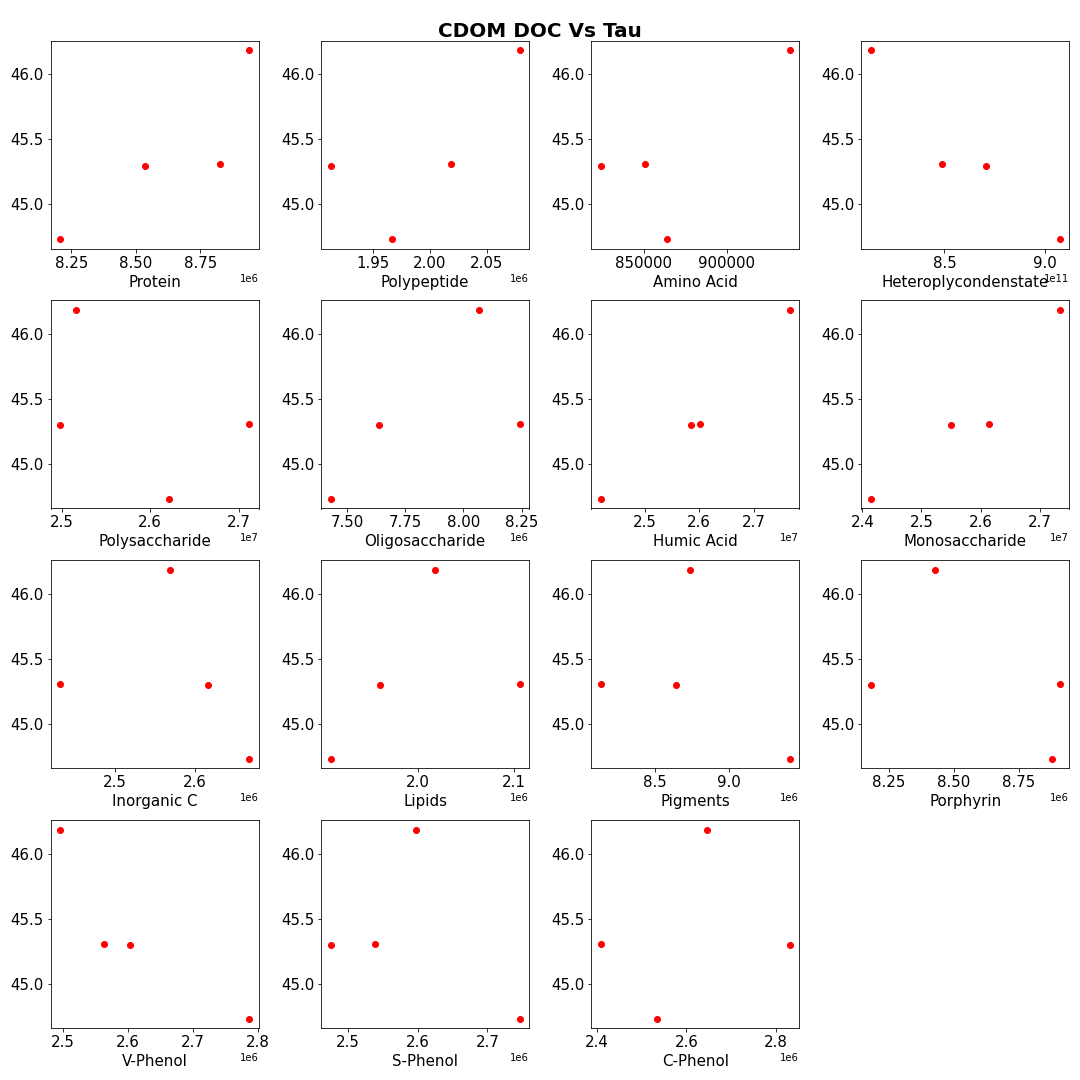 CDOM DOC Vs Tau
46.0 46.0 46.0 46.0
45.5 45.5 45.5 45.5
45.0 45.0 45.0 45.0
8.25 8.50 8.75 1.95 2.00 2.05 850000 900000 8.5 9.0
Protein 1e6 Polypeptide 1e6 Amino Acid Heteroplycondenstate 1e11
46.0 46.0 46.0 46.0
45.5 45.5 45.5 45.5
45.0 45.0 45.0 45.0
2.5 2.6 2.7 7.50 7.75 8.00 8.25 2.5 2.6 2.7 2.4 2.5 2.6 2.7
Polysaccharide 1e7 Oligosaccharide 1e6 Humic Acid 1e7 Monosaccharide 1e7
46.0 46.0 46.0 46.0
45.5 45.5 45.5 45.5
45.0 45.0 45.0 45.0
2.5 2.6 2.0 2.1 8.5 9.0 8.25 8.50 8.75
Inorganic C 1e6 Lipids 1e6 Pigments 1e6 Porphyrin 1e6
46.0 46.0 46.0
45.5 45.5 45.5
45.0 45.0 45.0
2.5 2.6 2.7 2.8 2.5 2.6 2.7 2.4 2.6 2.8
V-Phenol 1e6 S-Phenol 1e6 C-Phenol 1e6